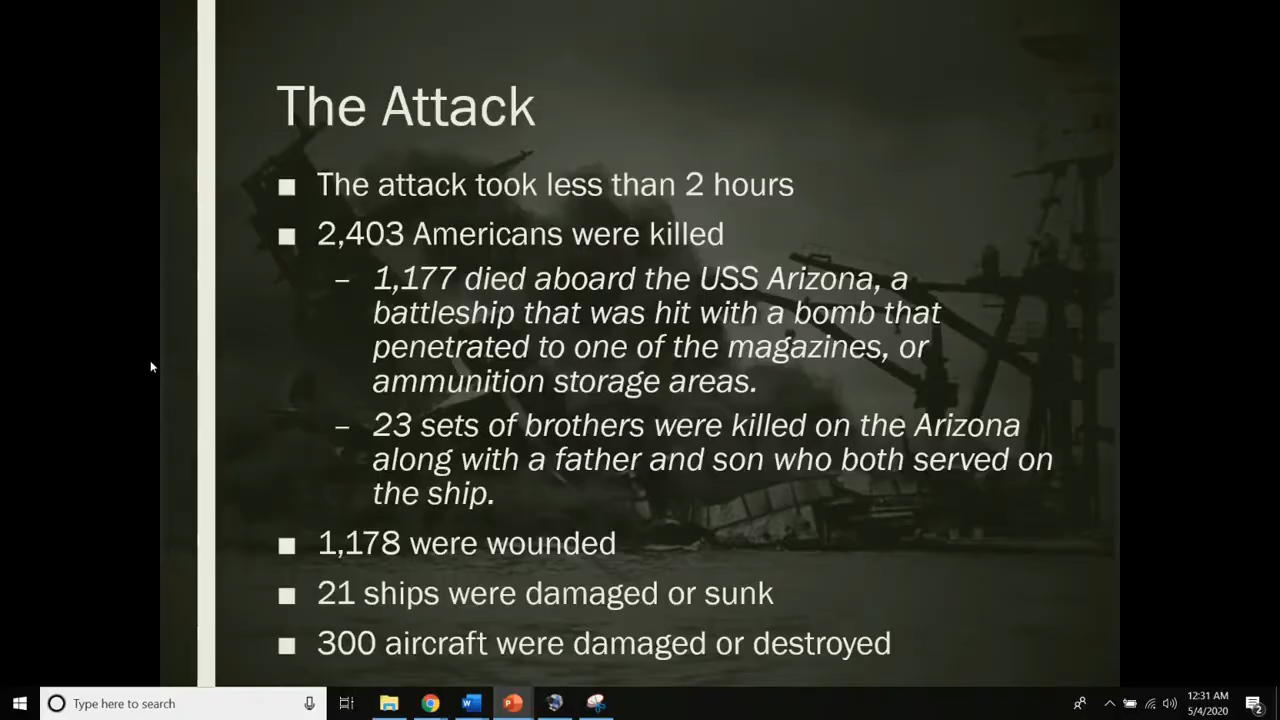 The Attack
■ The attack took less than 2 hours
■ 2,403 Americans were killed
– 1,177 died aboard the USS Arizona, a
battleship that was hit with a bomb that
penetrated to one of the magazines, or
ammunition storage areas.
– 23 sets of brothers were killed on the Arizona
along with a father and son who both served on
the ship.
■ 1,178 were wounded
■ 21 ships were damaged or sunk
■ 300 aircraft were damaged or destroyed
Type here to search
12:31 AM
5/4/2020
2